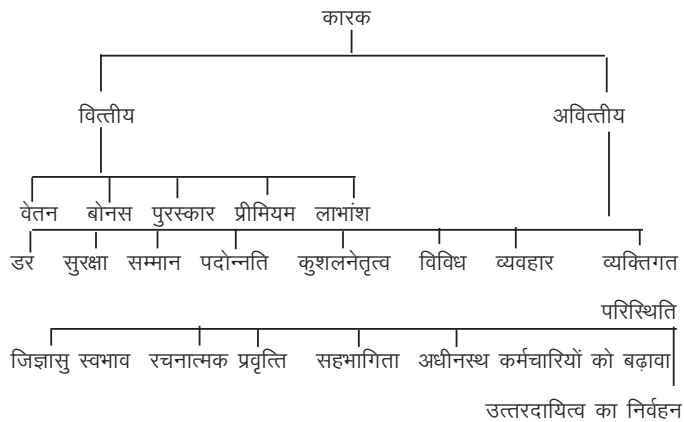 कारक
वित्तीय अवित्तीय
वेतन बोनस पुरस्कार प्रीमियम लाभांश
डर सुरक्षा सम्मान पदोन्नति कुशलनेतृत्व विविध व्यवहार व्यक्तिगत
परिस्थिति
जिज्ञासु स्वभाव रचनात्मक प्रवृत्ति सहभागिता अधीनस्थ कर्मचारियों को बढ़ावा
उत्तरदायित्व का निर्वहन